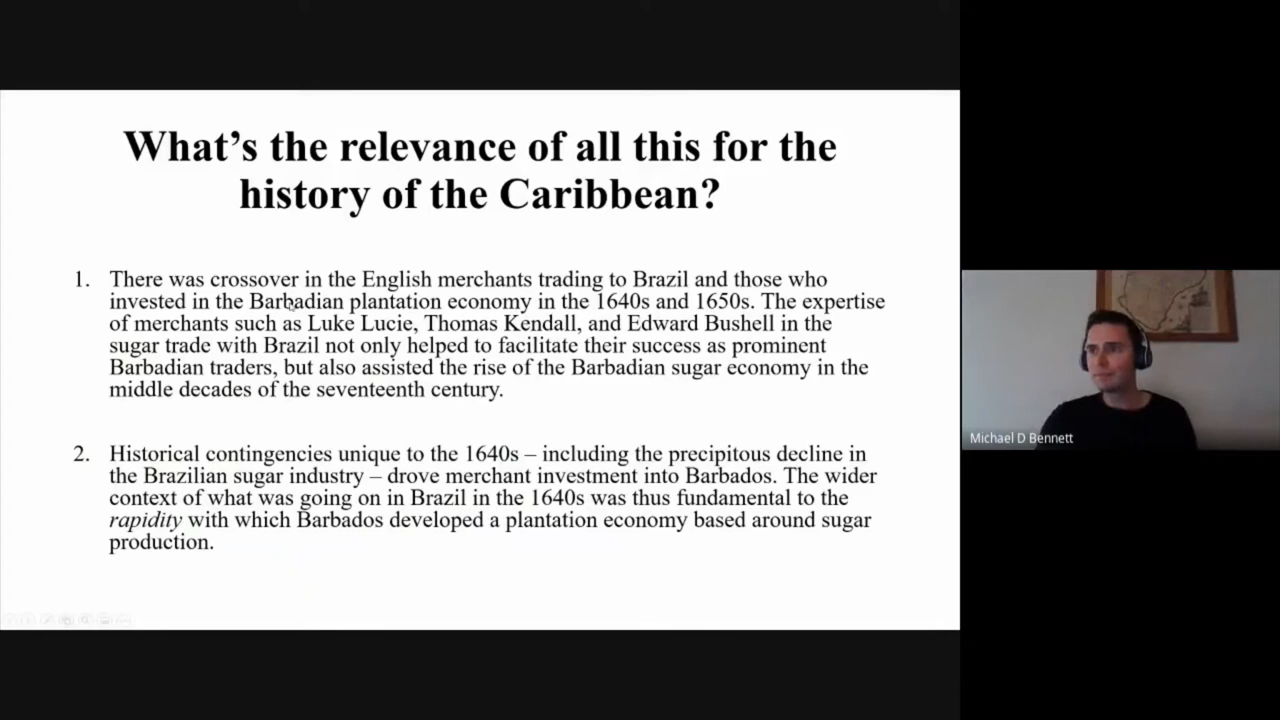 What's the relevance of all this for the
history of the Caribbean?
1. There was crossover in the English merchants trading to Brazil and those who
invested in the Barbadian plantation economy in the 1640s and 1650s. The expertise
of merchants such as Luke Lucie, Thomas Kendall, and Edward Bushell in the
sugar trade with Brazil not only helped to facilitate their success as prominent
Barbadian traders, but also assisted the rise of the Barbadian sugar economy in the
middle decades of the seventeenth century.
2. Historical contingencies unique to the 1640s – including the precipitous decline in
the Brazilian sugar industry – drove merchant investment into Barbados. The wider
context of what was going on in Brazil in the 1640s was thus fundamental to the
rapidity with which Barbados developed a plantation economy based around sugar
production.
Michael D Bennett